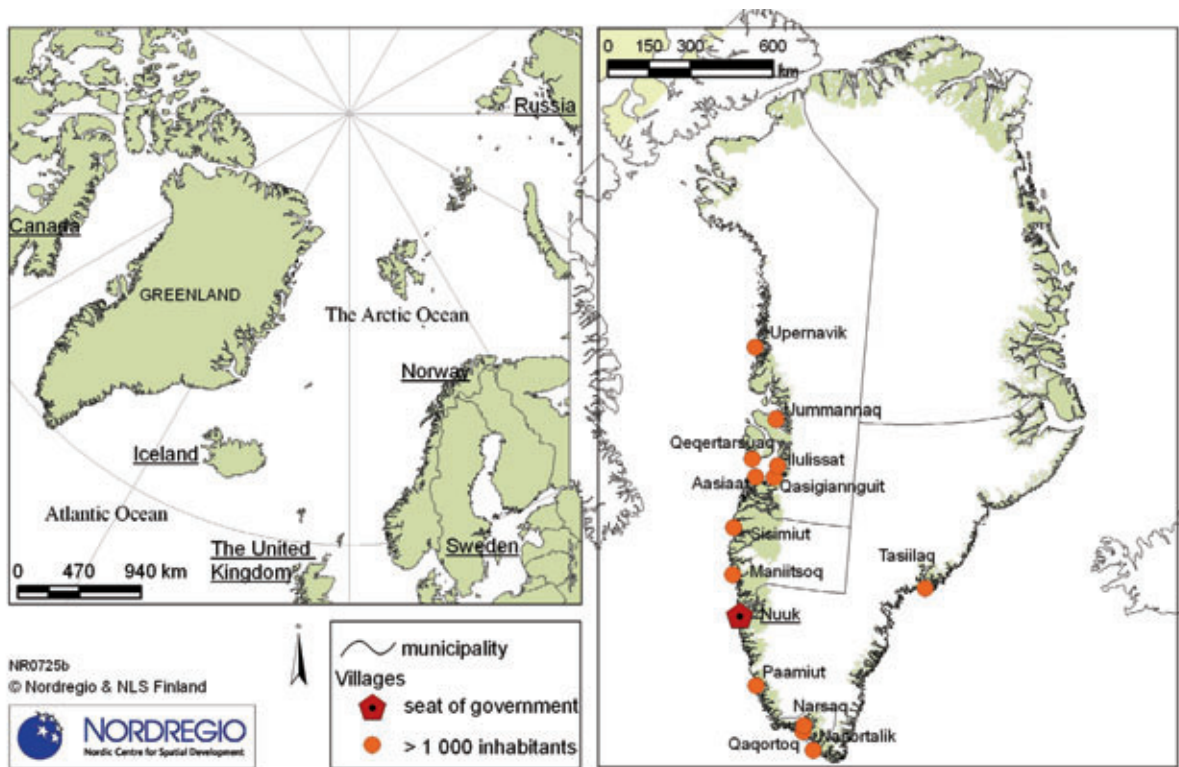 Russia
Canada
GREENLAND
The Arctic Ocean
Norway
Iceland
Atlantic Ocean
The United
Kingdom
Sweden
0 470 940 km
0 150 300 600
km
Upernavik
Uummannaq
Qeqertarsuaq
Ilulissat
Aasiaat
Qasigiannguit
Sisimiut
Maniitsoq
Tasiilaq
Nuuk
Paamiut
Narsaq
Nanortalik
Qaqortoq
NR0725b
© Nordregio & NLS Finland
NORDREGIO
Nordic Centre for Spatial Development
municipality
Villages
seat of government
> 1 000 inhabitants